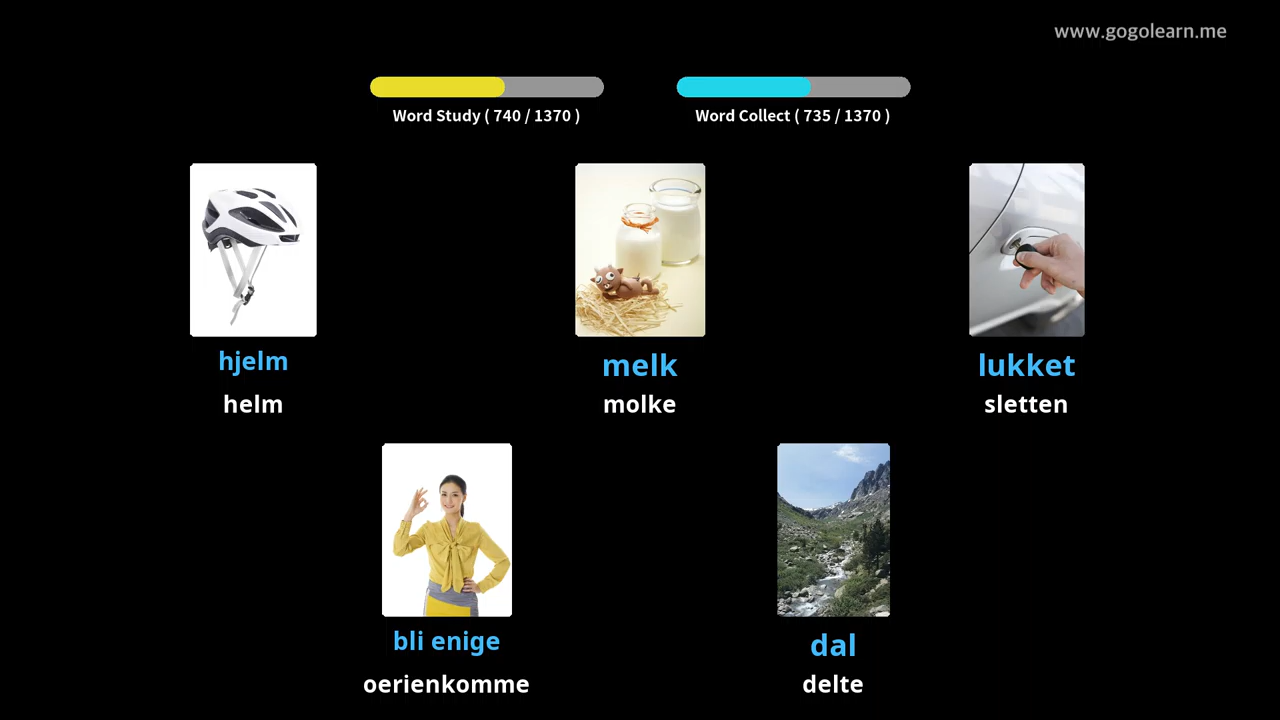 www.gogolearn.me
Word Study ( 740 / 1370 )
Word Collect ( 735 / 1370 )
hjelm
helm
melk
molke
lukket
sletten
bli enige
oerienkomme
dal
delte